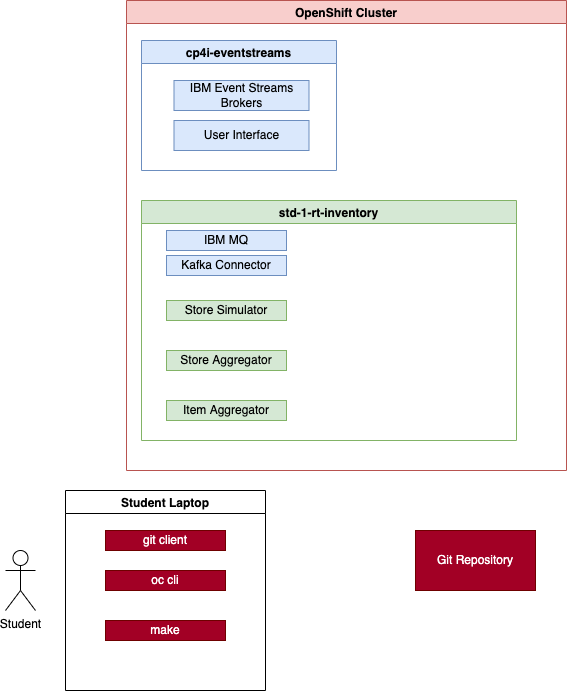 OpenShift Cluster
cp4i-eventstreams
IBM Event Streams
Brokers
User Interface
std-1-rt-inventory
IBM MQ
Kafka Connector
Store Simulator
Store Aggregator
Item Aggregator
Student Laptop
git client
oc cli
make
Student
Git Repository